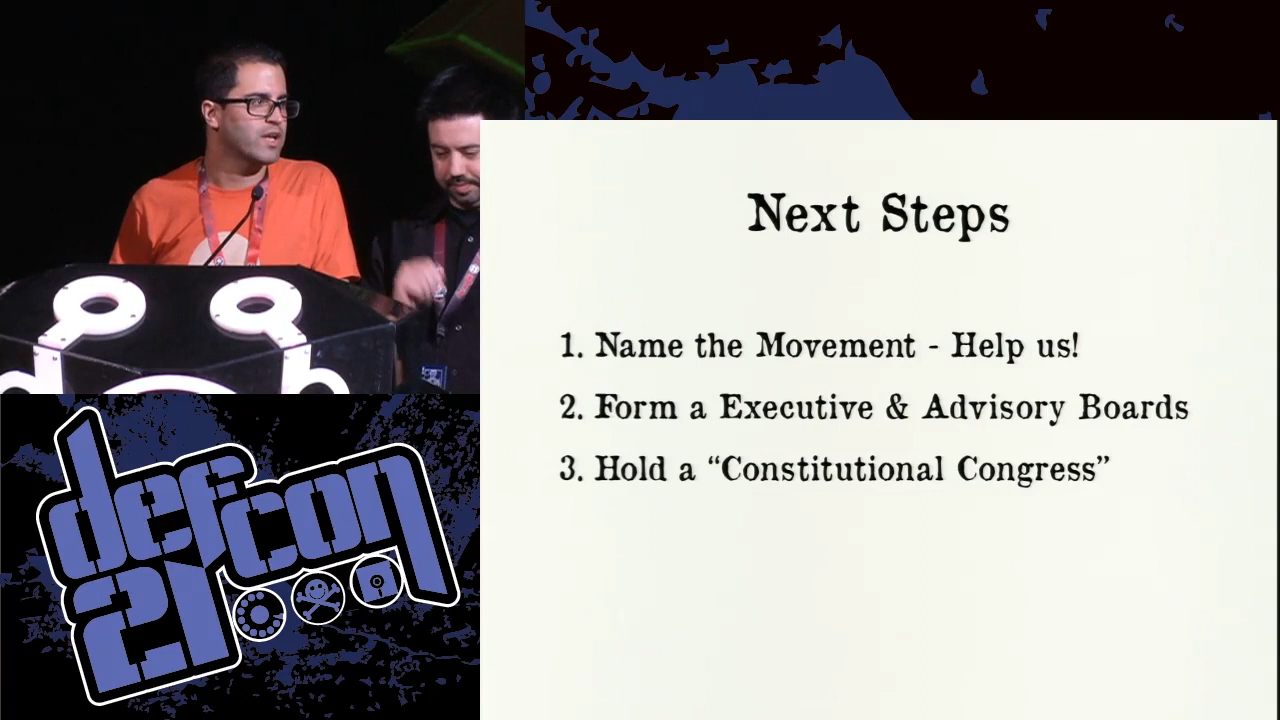 Next Steps
1. Name the Movement - Help us!
2. Form a Executive & Advisory Boards
3. Hold a “Constitutional Congress”
defcon
21